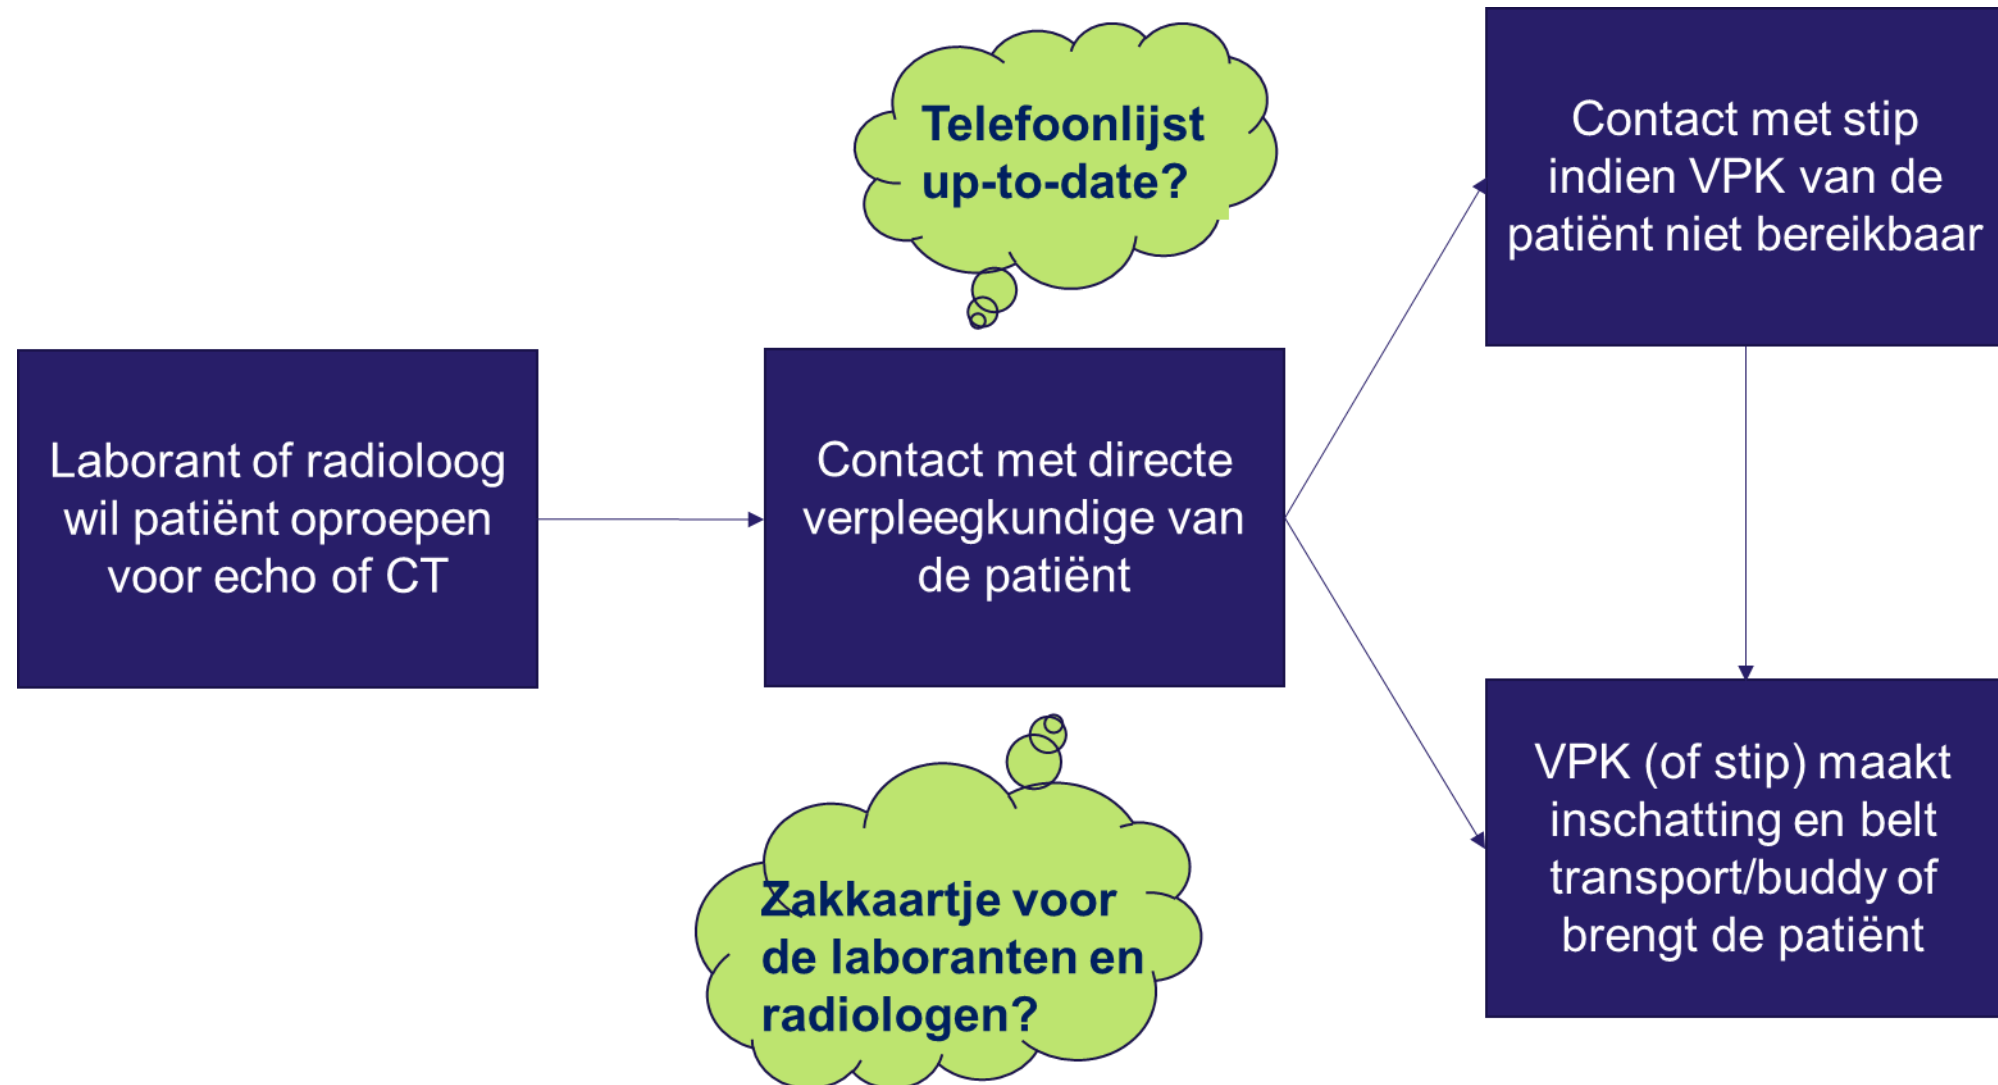 Telefoonlijst
up-to-date?
Contact met stip
indien VPK van de
patiënt niet bereikbaar
Laborant of radioloog
wil patiënt oproepen
voor echo of CT
Contact met directe
verpleegkundige van
de patiënt
VPK (of stip) maakt
inschatting en belt
transport/buddy of
brengt de patiënt
Zakkaartje voor
de laboranten en
radiologen?